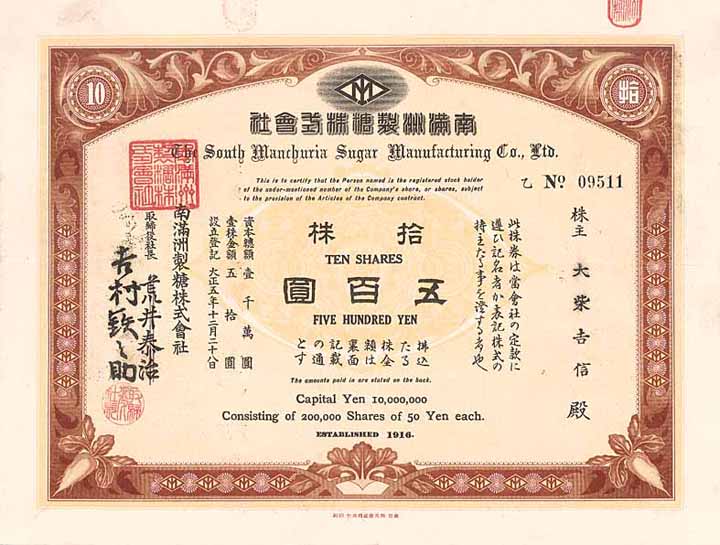 10
拾
南滿洲製糖株式會社
The South Manchuria Sugar Manufacturing Co., Ltd.
This is to certify that the Person named is the registered stock holder
of the under-mentioned number of the Company's share, or shares, subject
to the provision of the Articles of the Company contract.
乙 No 09511
株主 大柴吉信殿
此株券は當會社の定款に
遵ひ記名者か表記株式の
持主たる事を證する者也
拾株
TEN SHARES
五百圓
FIVE HUNDRED YEN
拂込たる株金額は裏面記載の通とす
資本總額 壹千萬圓
壹株金額 五拾圓
設立登記 大正五年十二月二十八日
南滿洲製糖株式會社
取締役社長 荒井泰治
吉村鉄之助
The amounts paid in are stated on the back.
Capital Yen 10,000,000
Consisting of 200,000 Shares of 50 Yen each.
ESTABLISHED 1916.